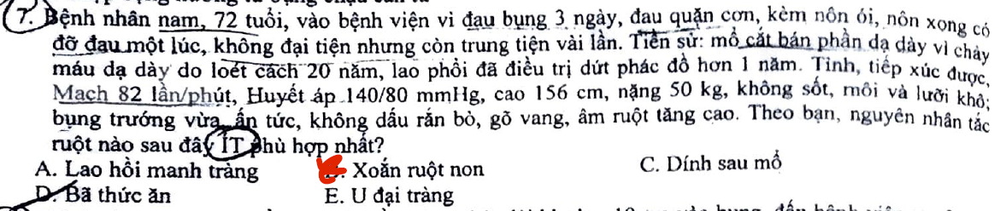 7. Bệnh nhân nam, 72 tuổi, vào bệnh viện vì đau bụng 3 ngày, đau quặn cơn, kèm nôn ói, nôn xong có
đỡ đau một lúc, không đại tiện nhưng còn trung tiện vài lần. Tiền sử: mổ cắt bán phần dạ dày vì chảy
máu dạ dày do loét cách 20 năm, lao phổi đã điều trị dứt phác đồ hơn 1 năm. Tỉnh, tiếp xúc được,
Mạch 82 lần/phút, Huyết áp 140/80 mmHg, cao 156 cm, nặng 50 kg, không sốt, môi và lưỡi khô;
bụng trướng vừa, ấn tức, không dấu rắn bò, gõ vang, âm ruột tăng cao. Theo bạn, nguyên nhân tắc
ruột nào sau đây ÍT phù hợp nhất?
A. Lao hồi manh tràng
B. Xoắn ruột non
C. Dính sau mổ
D. Bã thức ăn
E. U đại tràng